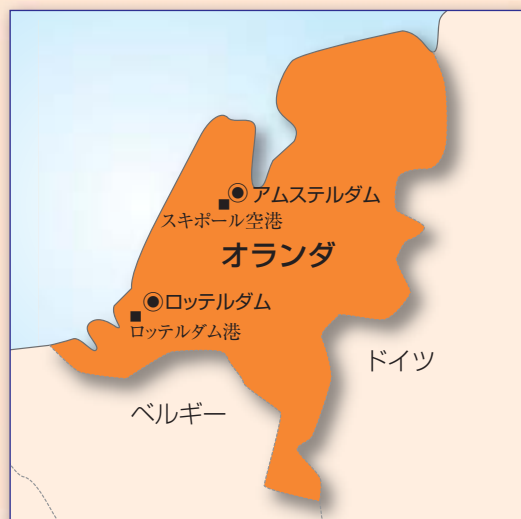 アムステルダム
スキポール空港
オランダ
ロッテルダム
ロッテルダム港
ドイツ
ベルギー